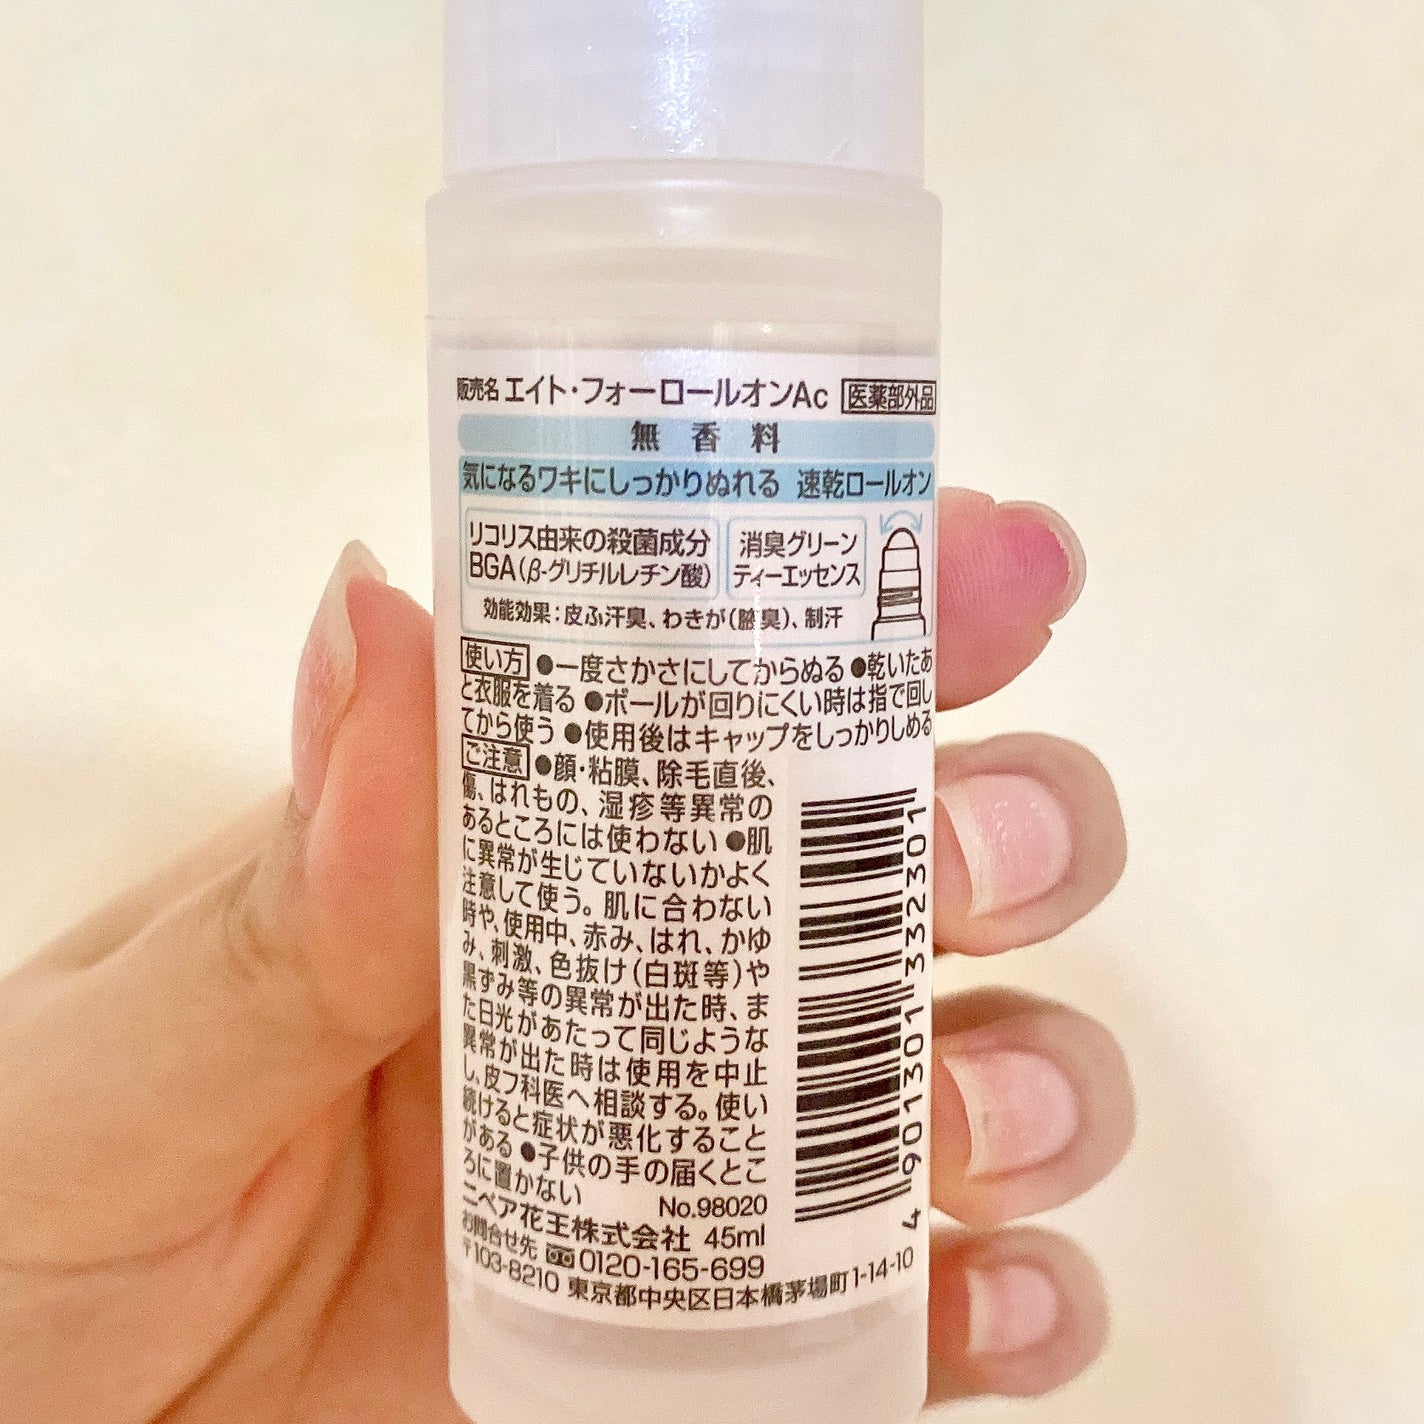 販売名 エイト・フォーロールオンAc 医薬部外品
無香料
気になるワキにしっかりぬれる 速乾ロールオン
リコリス由来の殺菌成分
BGA(β-グリチルレチン酸)
消臭グリーン
ティーエッセンス
効能効果:皮ふ汗臭、わきが(腋臭)、制汗
使い方 ●一度さかさにしてからぬる ●乾いたあ
と衣服を着る ●ボールが回りにくい時は指で回し
てから使う ●使用後はキャップをしっかりしめる
ご注意 ●顔・粘膜、除毛直後、
傷、はれもの、湿疹等異常の
あるところには使わない ●肌
に異常が生じていないかよく
注意して使う。肌に合わない
時や、使用中、赤み、はれ、かゆ
み、刺激、色抜け(白斑等)や
黒ずみ等の異常が出た時、ま
た日光があたって同じような
異常が出た時は使用を中止
し、皮フ科医へ相談する。使い
続けると症状が悪化すること
がある ●子供の手の届くとこ
ろに置かない
No.98020
ニベア花王株式会社 45ml
お問合せ先 0120-165-699
〒103-8210 東京都中央区日本橋茅場町1-14-10
4 901301 332301